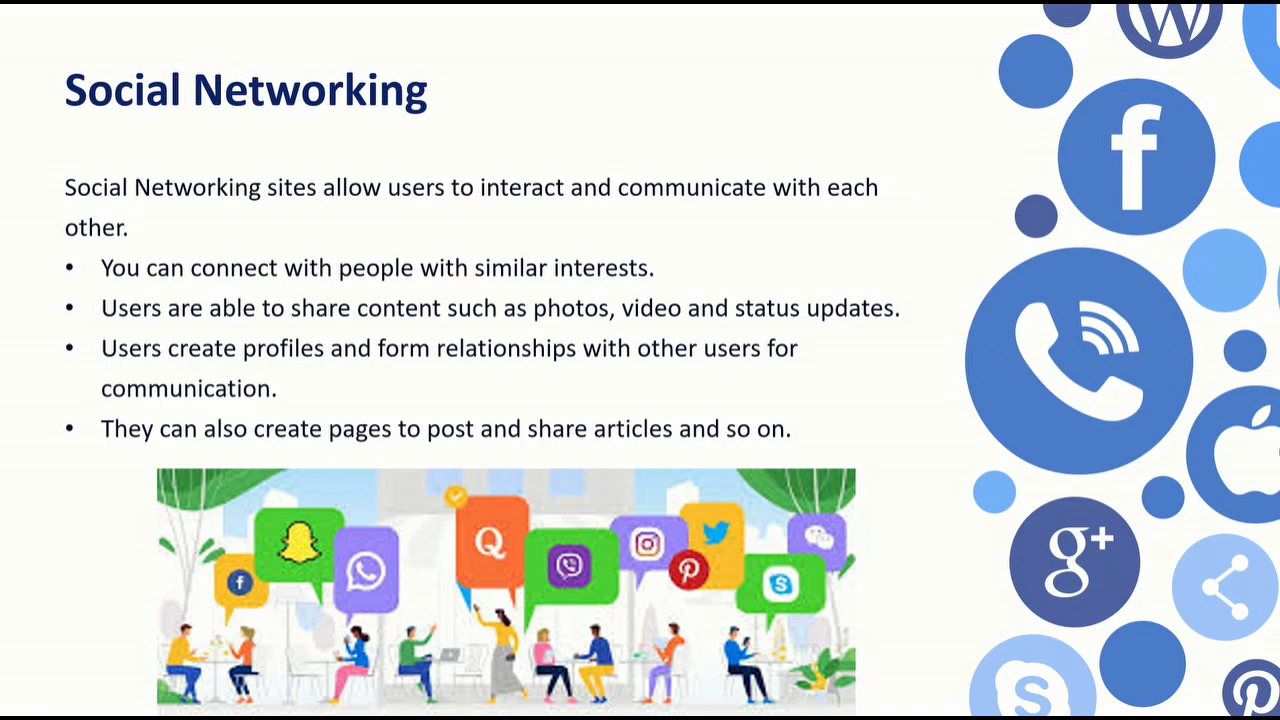 Social Networking
Social Networking sites allow users to interact and communicate with each
other.
• You can connect with people with similar interests.
• Users are able to share content such as photos, video and status updates.
• Users create profiles and form relationships with other users for
communication.
• They can also create pages to post and share articles and so on.